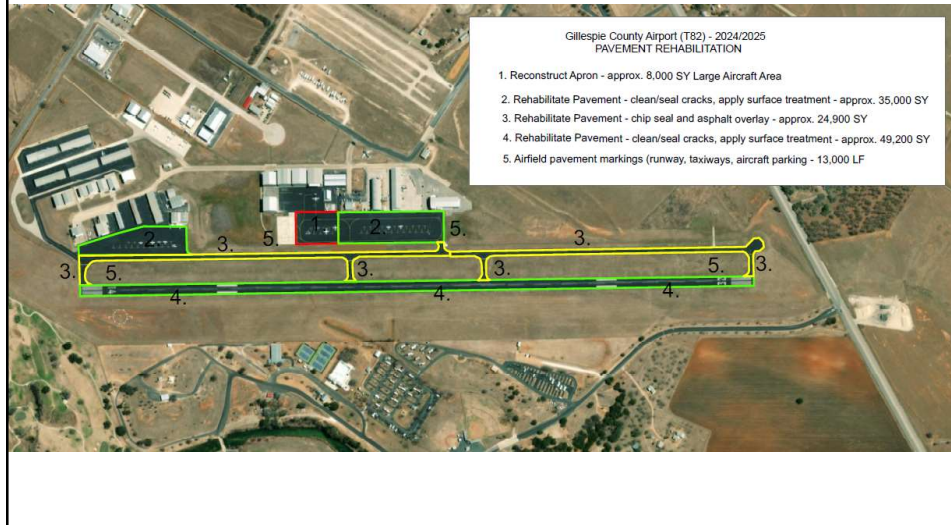 Gillespie County Airport (T82) - 2024/2025
PAVEMENT REHABILITATION
1. Reconstruct Apron - approx. 8,000 SY Large Aircraft Area
2. Rehabilitate Pavement - clean/seal cracks, apply surface treatment - approx. 35,000 SY
3. Rehabilitate Pavement - chip seal and asphalt overlay - approx. 24,900 SY
4. Rehabilitate Pavement - clean/seal cracks, apply surface treatment - approx. 49,200 SY
5. Airfield pavement markings (runway, taxiways, aircraft parking - 13,000 LF
1. 2. 5.
2. 3. 5. 3.
3. 5. 3. 3. 5. 3.
4. 4. 4.